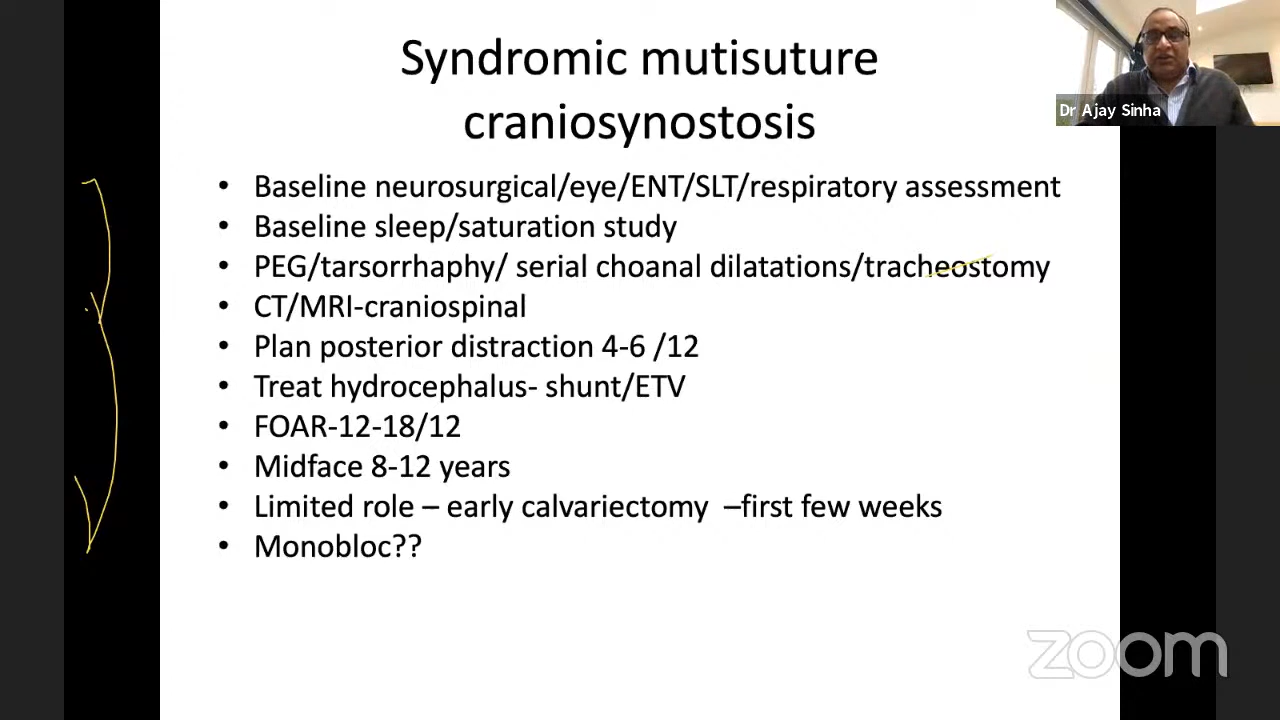 Syndromic mutisuture
craniosynostosis
Dr Ajay Sinha
• Baseline neurosurgical/eye/ENT/SLT/respiratory assessment
• Baseline sleep/saturation study
• PEG/tarsorrhaphy/ serial choanal dilatations/tracheostomy
• CT/MRI-craniospinal
• Plan posterior distraction 4-6 /12
• Treat hydrocephalus- shunt/ETV
• FOAR-12-18/12
• Midface 8-12 years
• Limited role – early calvariectomy –first few weeks
• Monobloc??
zoom